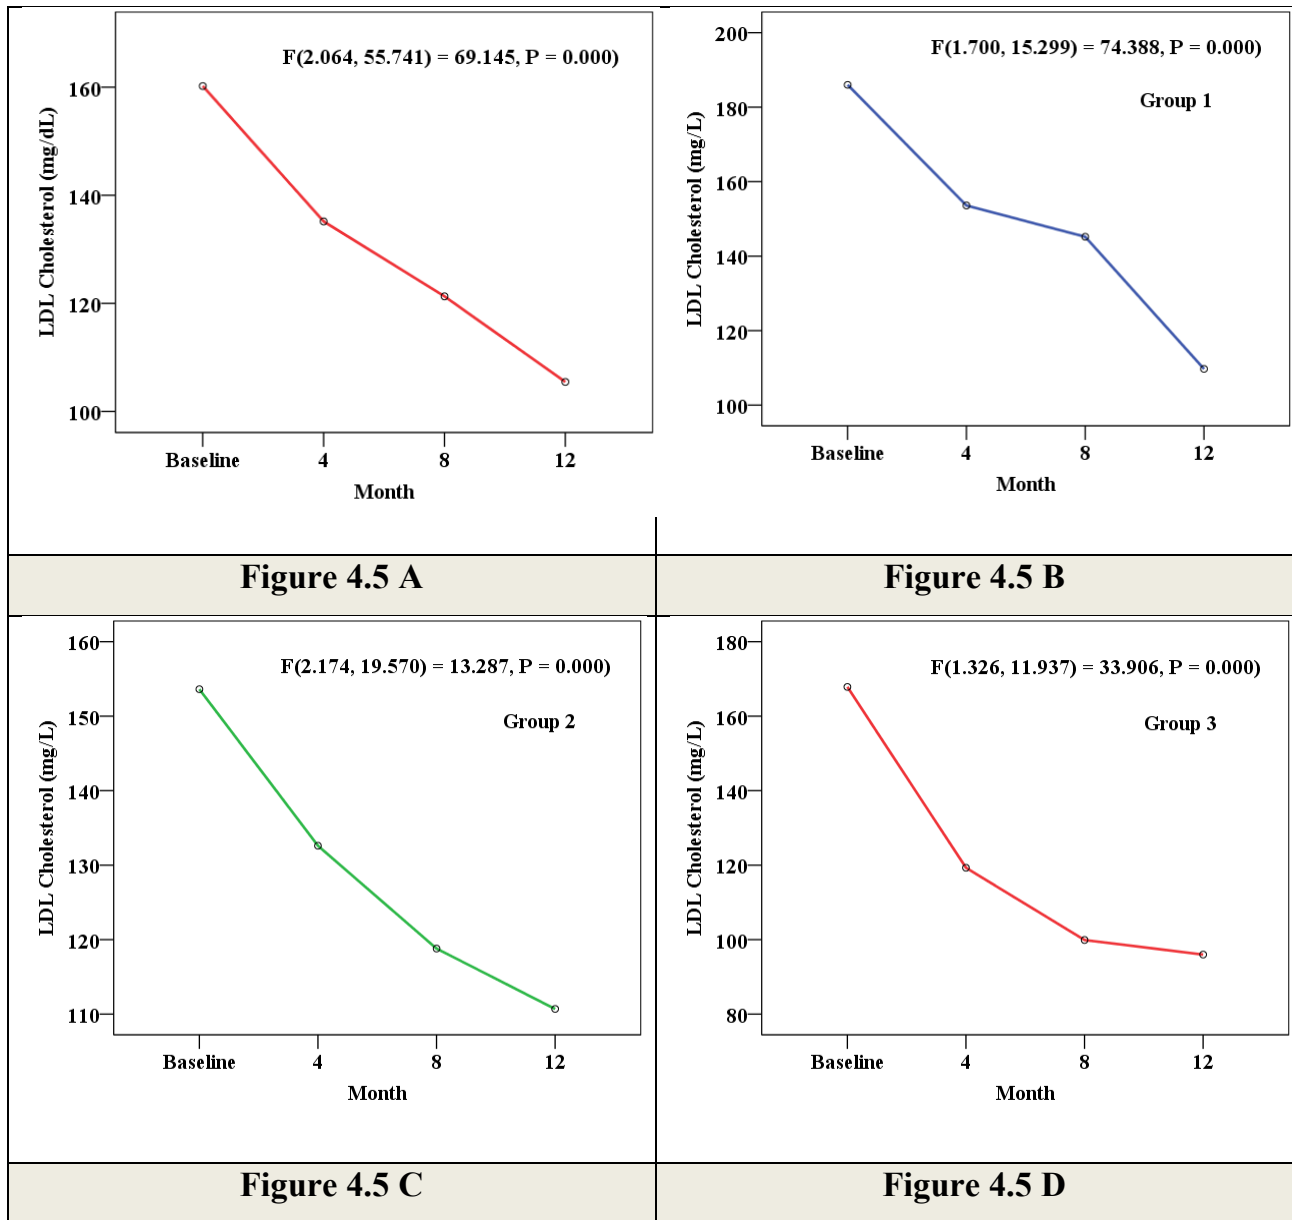 F(2.064, 55.741) = 69.145, P = 0.000)
LDL Cholesterol (mg/dL)
160
140
120
100
Baseline 4 8 12
Month
F(1.700, 15.299) = 74.388, P = 0.000)
Group 1
LDL Cholesterol (mg/L)
200
180
160
140
120
100
Baseline 4 8 12
Month
Figure 4.5 A
Figure 4.5 B
F(2.174, 19.570) = 13.287, P = 0.000)
Group 2
LDL Cholesterol (mg/L)
160
150
140
130
120
110
Baseline 4 8 12
Month
F(1.326, 11.937) = 33.906, P = 0.000)
Group 3
LDL Cholesterol (mg/L)
180
160
140
120
100
80
Baseline 4 8 12
Month
Figure 4.5 C
Figure 4.5 D